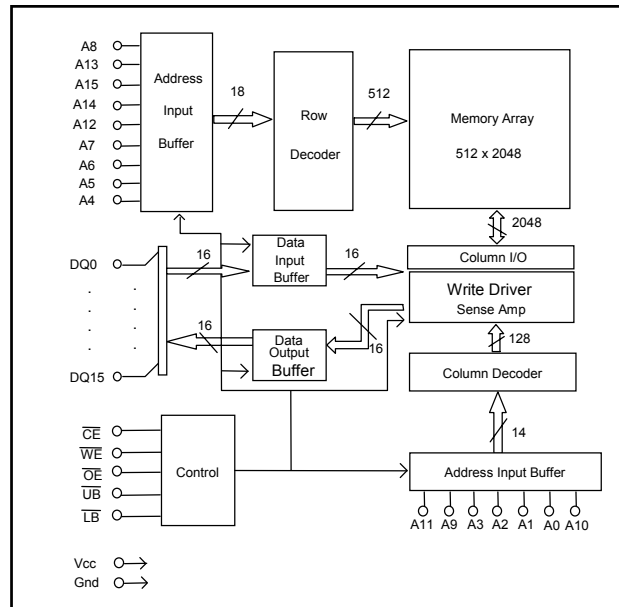 A8
A13
A15
A14
A12
A7
A6
A5
A4
Address
Input
Buffer
18
Row
Decoder
512
Memory Array
512 x 2048
2048
Column I/O
Write Driver
Sense Amp
128
Column Decoder
14
Address Input Buffer
A11 A9 A3 A2 A1 A0 A10
DQ0
. .
. .
. .
. .
DQ15
16
Data
Input
Buffer
16
16
Data
Output
Buffer
16
CE
WE
OE
UB
LB
Control
Vcc
Gnd